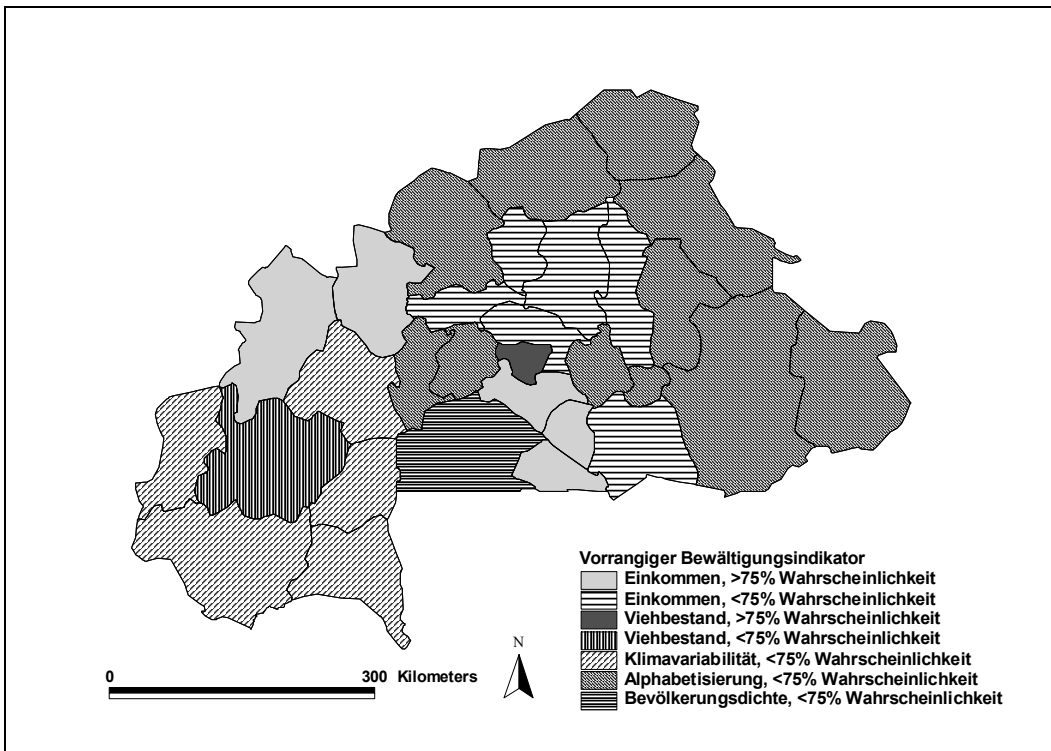 Vorrangiger Bewältigungsindikator
Einkommen, >75% Wahrscheinlichkeit
Einkommen, <75% Wahrscheinlichkeit
Viehbestand, >75% Wahrscheinlichkeit
Viehbestand, <75% Wahrscheinlichkeit
Klimavariabilität, <75% Wahrscheinlichkeit
Alphabetisierung, <75% Wahrscheinlichkeit
Bevölkerungsdichte, <75% Wahrscheinlichkeit
N
0 300 Kilometers